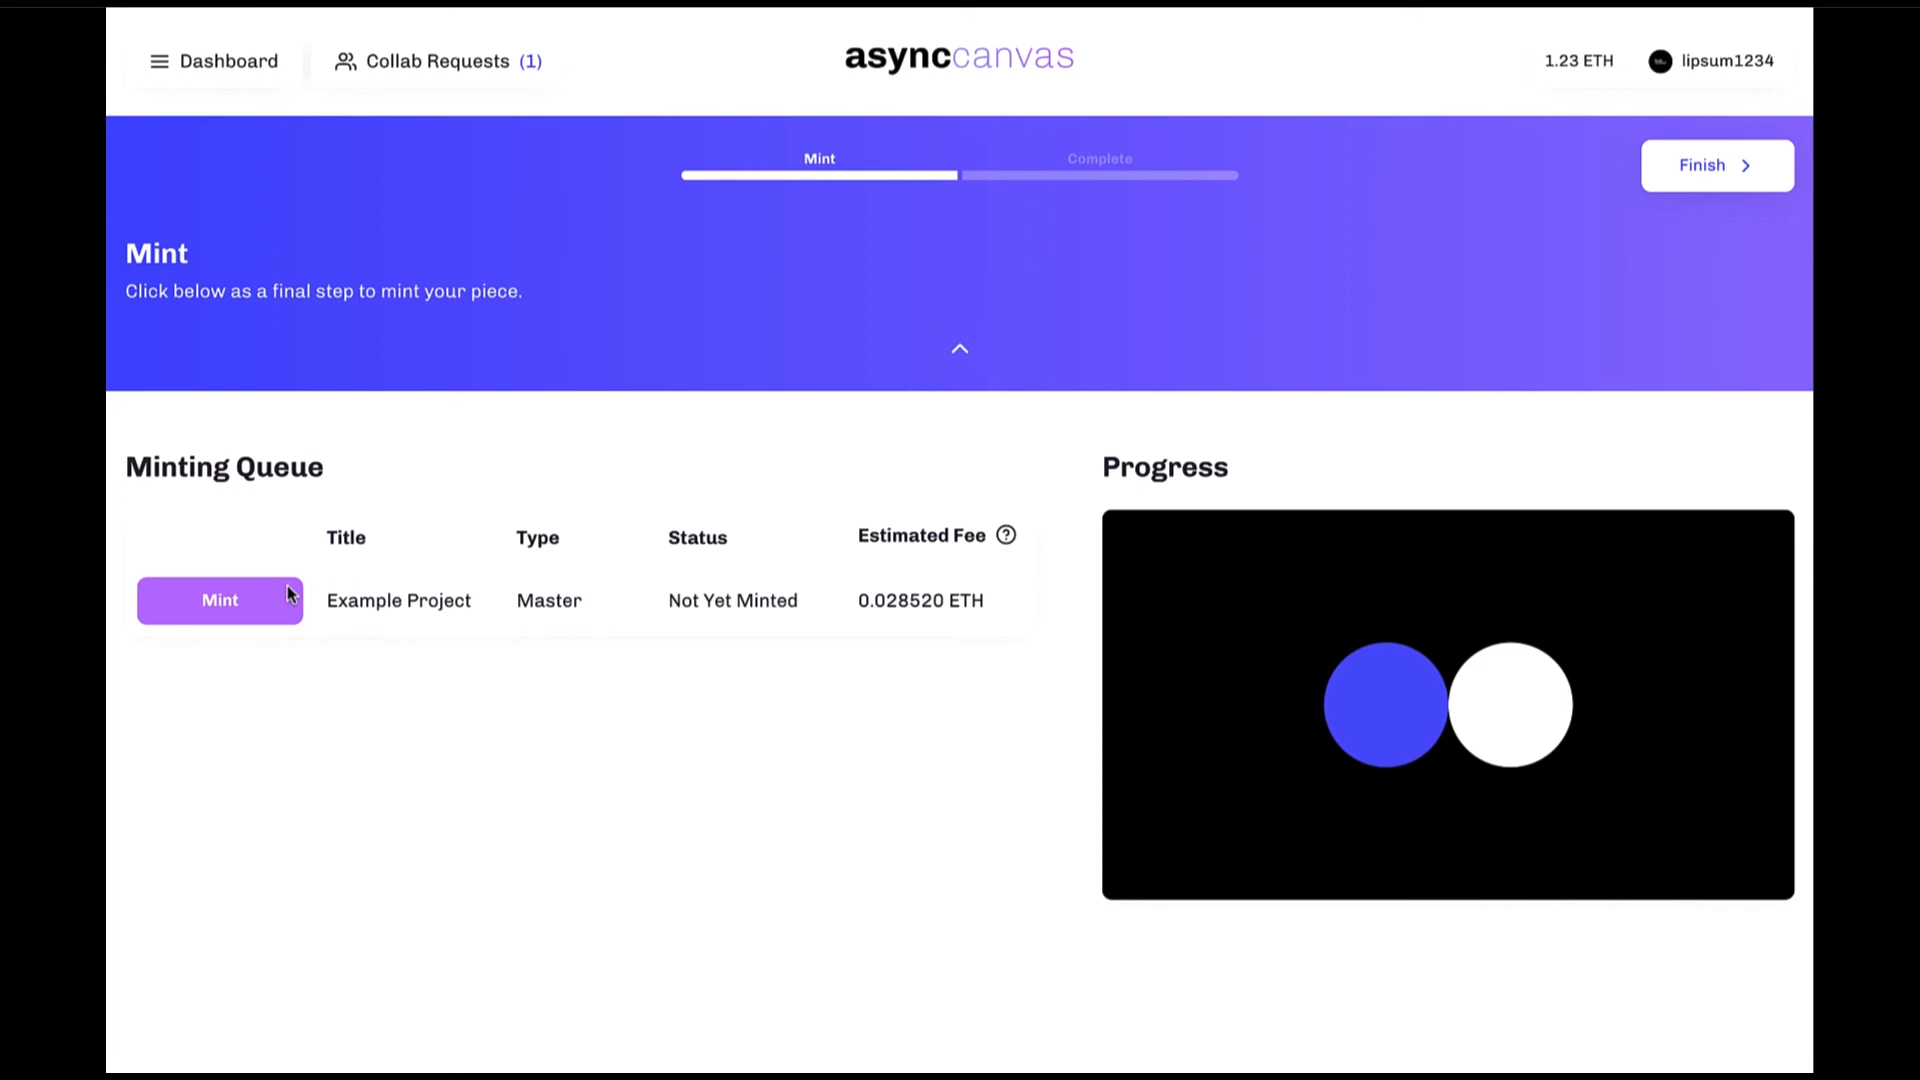 Dashboard
Collab Requests (1)
asynccanvas
1.23 ETH
lipsum1234
Mint
Complete
Finish
Mint
Click below as a final step to mint your piece.
Minting Queue
Progress
Title Type Status Estimated Fee ?
Mint Example Project Master Not Yet Minted 0.028520 ETH